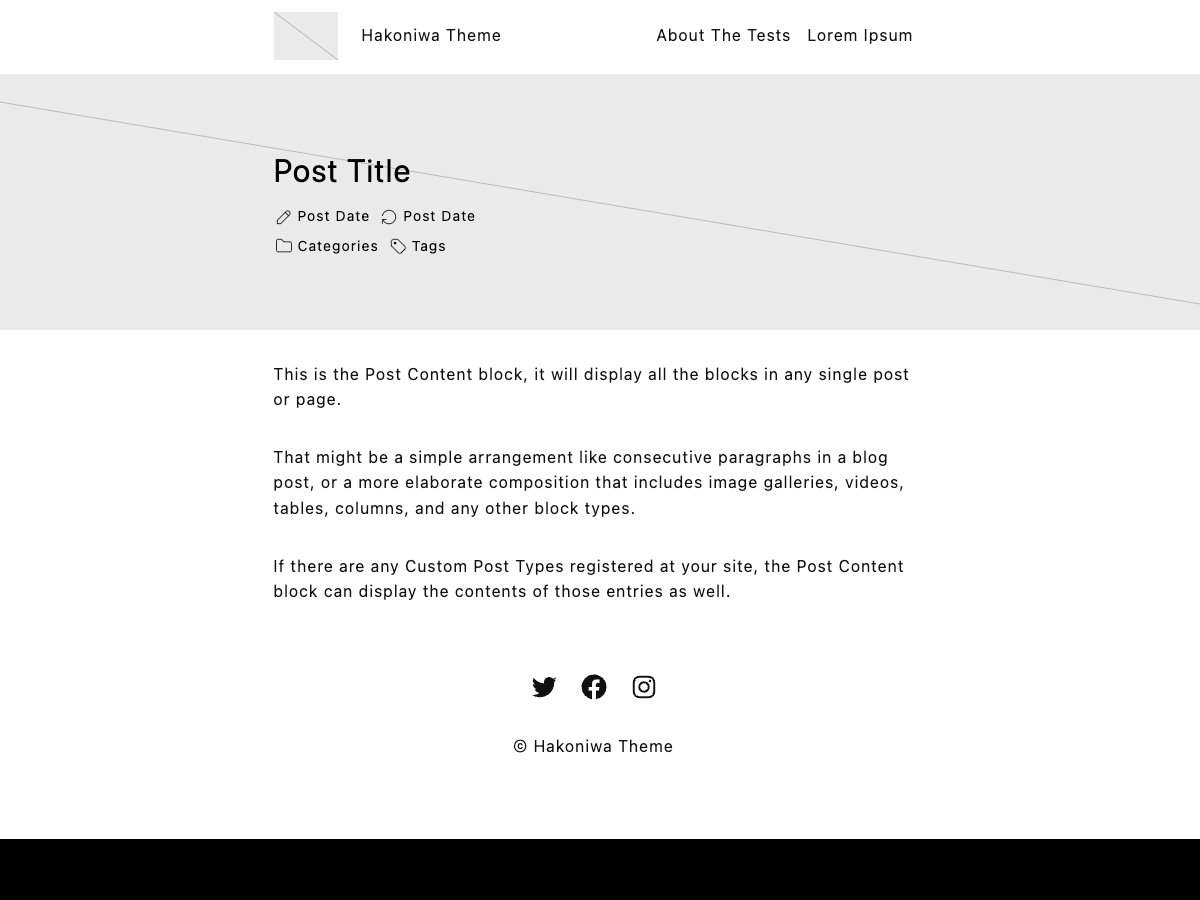 Hakoniwa Theme
About The Tests Lorem Ipsum
Post Title
Post Date Post Date
Categories Tags
This is the Post Content block, it will display all the blocks in any single post
or page.
That might be a simple arrangement like consecutive paragraphs in a blog
post, or a more elaborate composition that includes image galleries, videos,
tables, columns, and any other block types.
If there are any Custom Post Types registered at your site, the Post Content
block can display the contents of those entries as well.
© Hakoniwa Theme